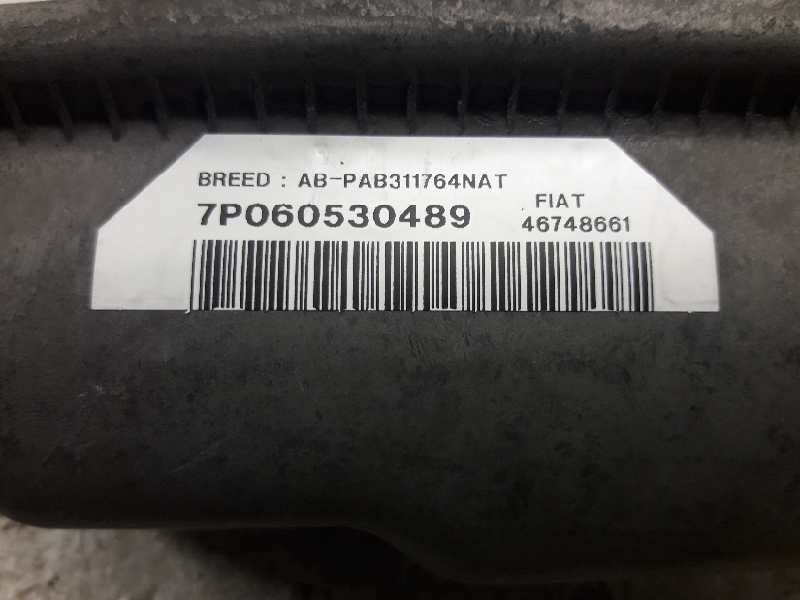 BREED : AB-PAB311764NAT
7P060530489
FIAT
46748661